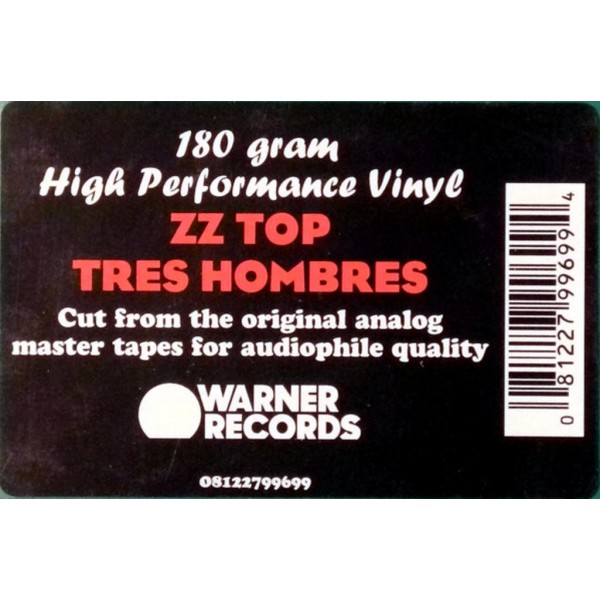 180 gram
High Performance Vinyl
ZZ TOP
TRES HOMBRES
Cut from the original analog
master tapes for audiophile quality
WARNER
RECORDS
08122799699
0 81227 99699 4